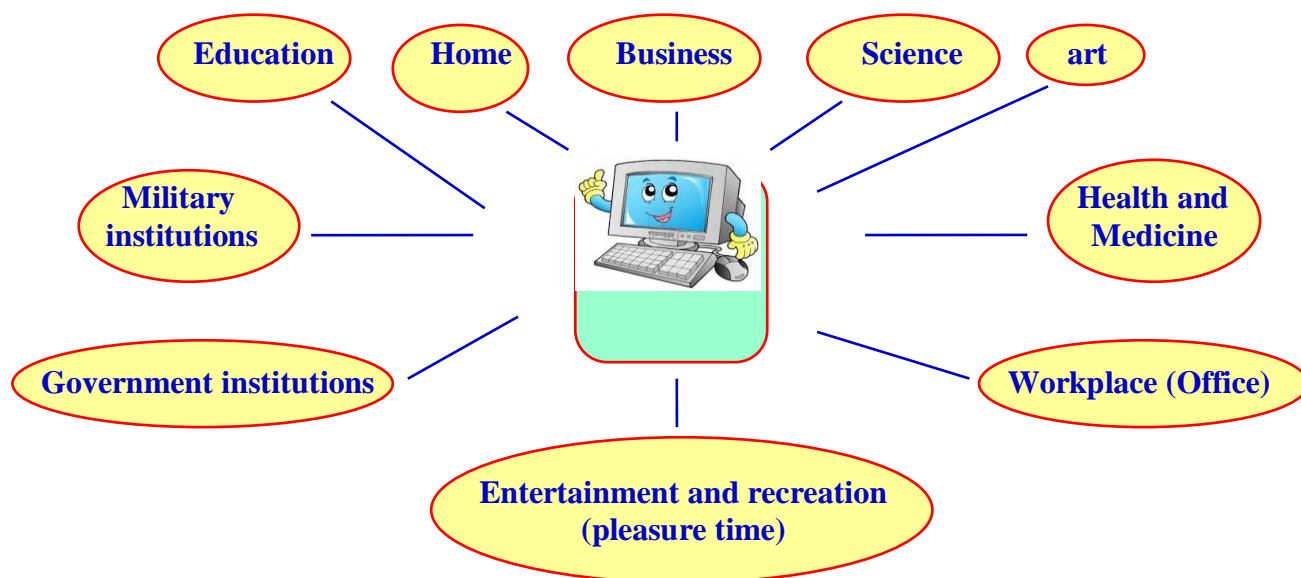 Education
Home
Business
Science
art
Military
institutions
Health and
Medicine
Government institutions
Workplace (Office)
Entertainment and recreation
(pleasure time)